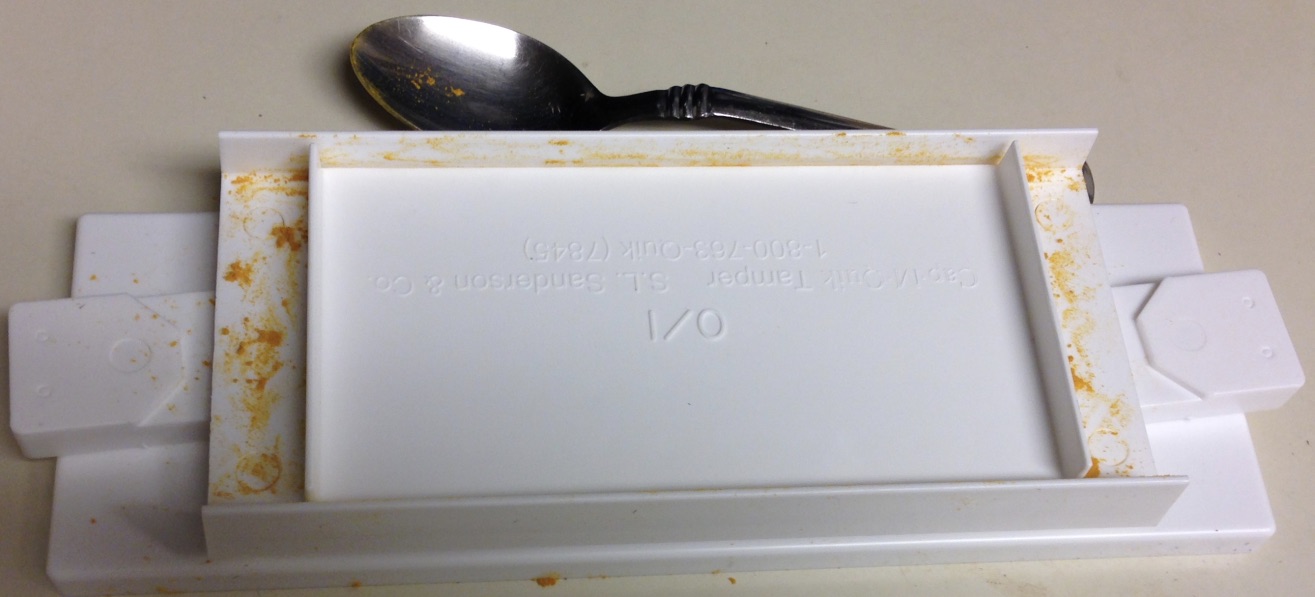 0/1
Cap-M-Quik Tamper S.L. Sanderson & Co.
1-800-763-Quik (7845)